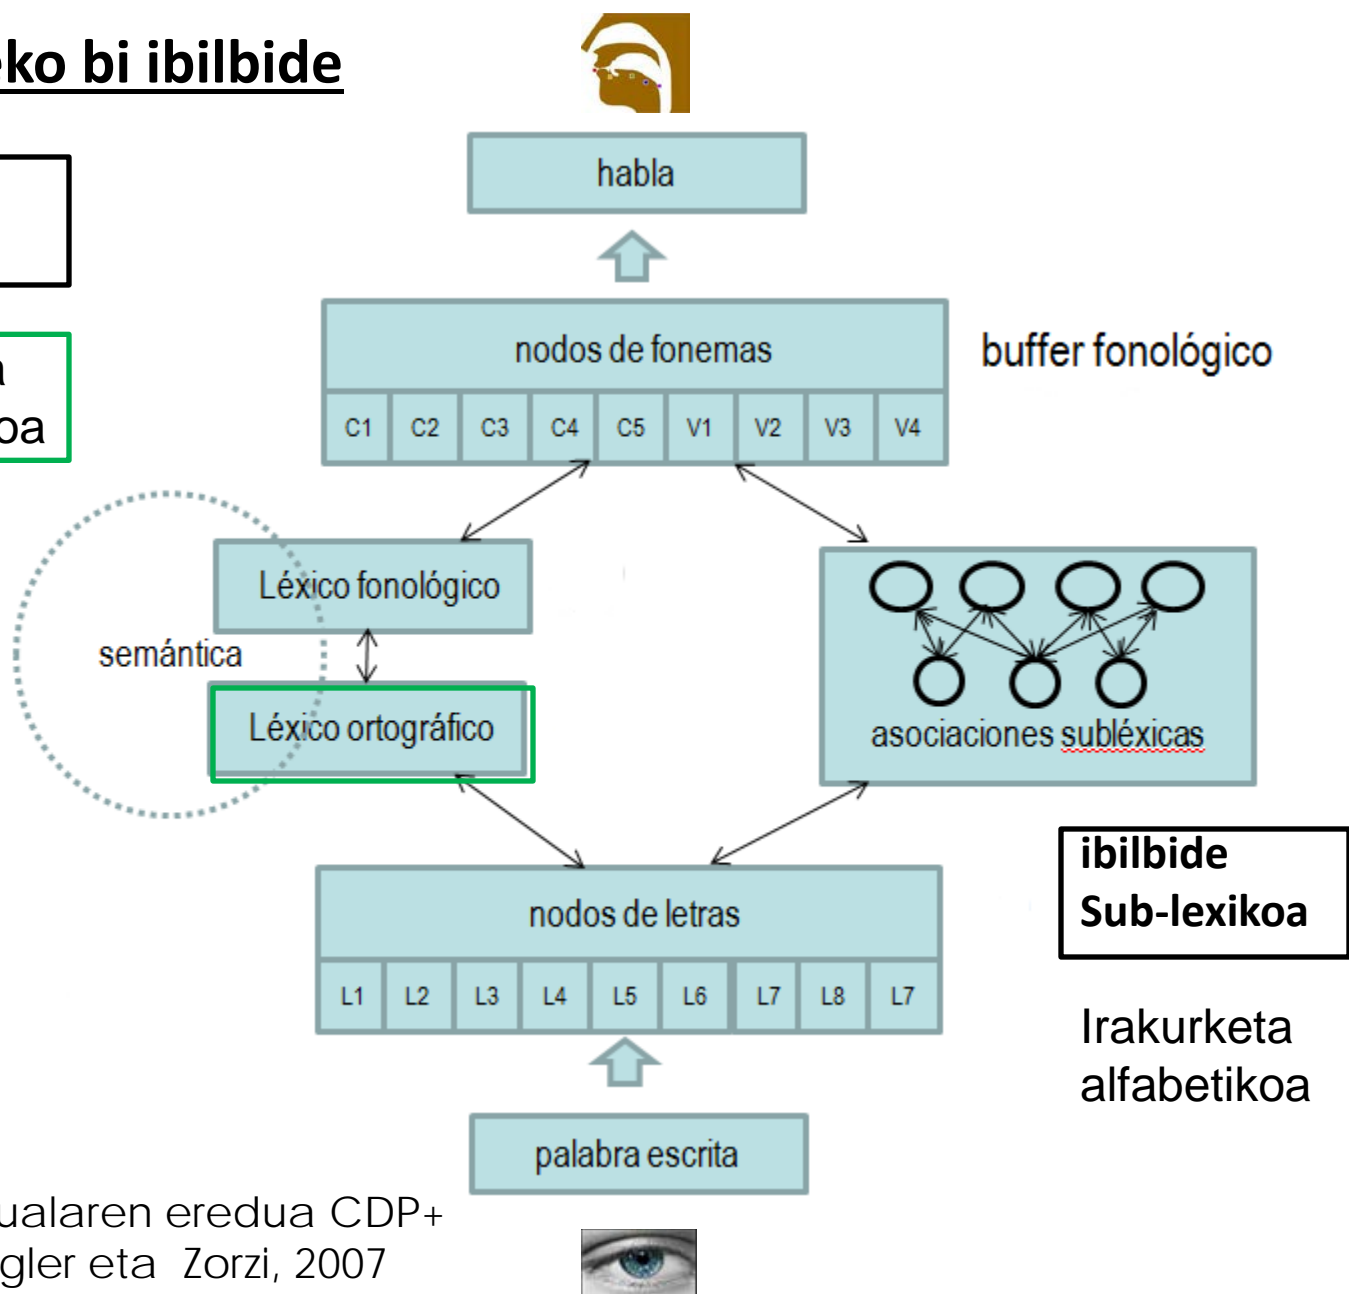 eko bi ibilbide
habla
nodos de fonemas
buffer fonológico
C1 C2 C3 C4 C5 V1 V2 V3 V4
a
oa
Léxico fonológico
semántica
Léxico ortográfico
asociaciones subléxicas
ibilbide
Sub-lexikoa
nodos de letras
L1 L2 L3 L4 L5 L6 L7 L8 L7
Irakurketa
alfabetikoa
palabra escrita
ualaren eredua CDP+
gler eta Zorzi, 2007